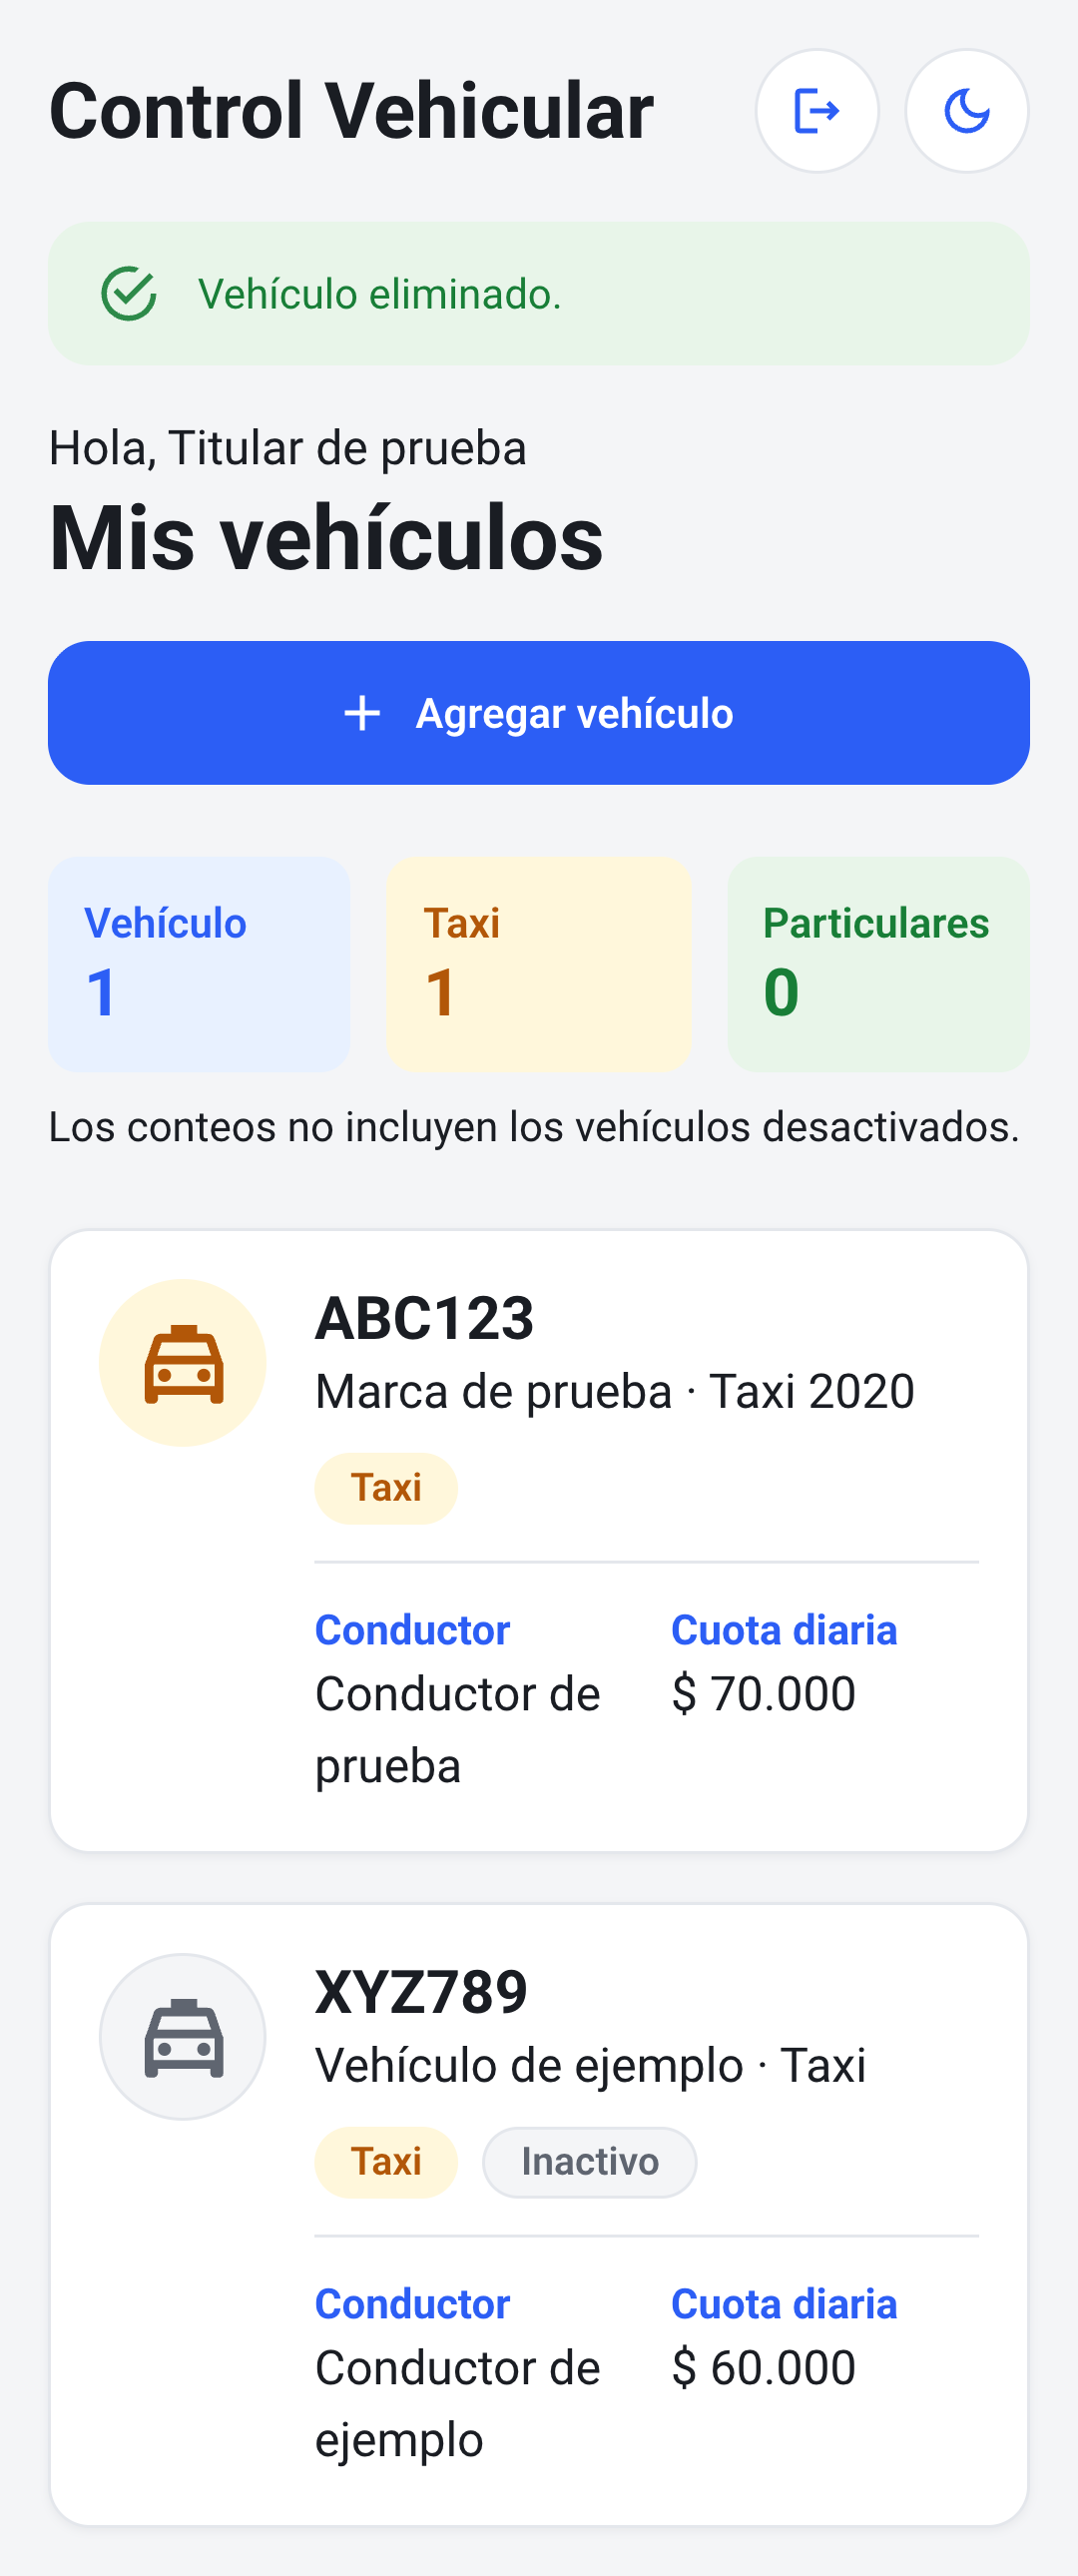 Control Vehicular
Vehículo eliminado.
Hola, Titular de prueba
Mis vehículos
Agregar vehículo
Vehículo
1
Taxi
1
Particulares
0
Los conteos no incluyen los vehículos desactivados.
ABC123
Marca de prueba · Taxi 2020
Taxi
Conductor
Conductor de
prueba
Cuota diaria
$ 70.000
XYZ789
Vehículo de ejemplo · Taxi
Taxi
Inactivo
Conductor
Conductor de
ejemplo
Cuota diaria
$ 60.000